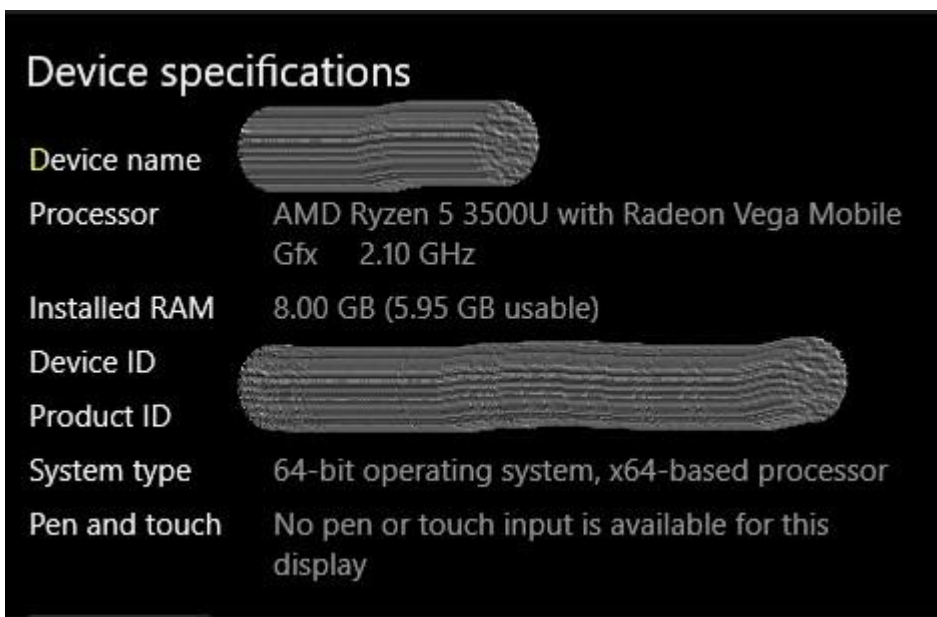 Device specifications
Device name
Processor AMD Ryzen 5 3500U with Radeon Vega Mobile
Gfx 2.10 GHz
Installed RAM 8.00 GB (5.95 GB usable)
Device ID
Product ID
System type 64-bit operating system, x64-based processor
Pen and touch No pen or touch input is available for this
display